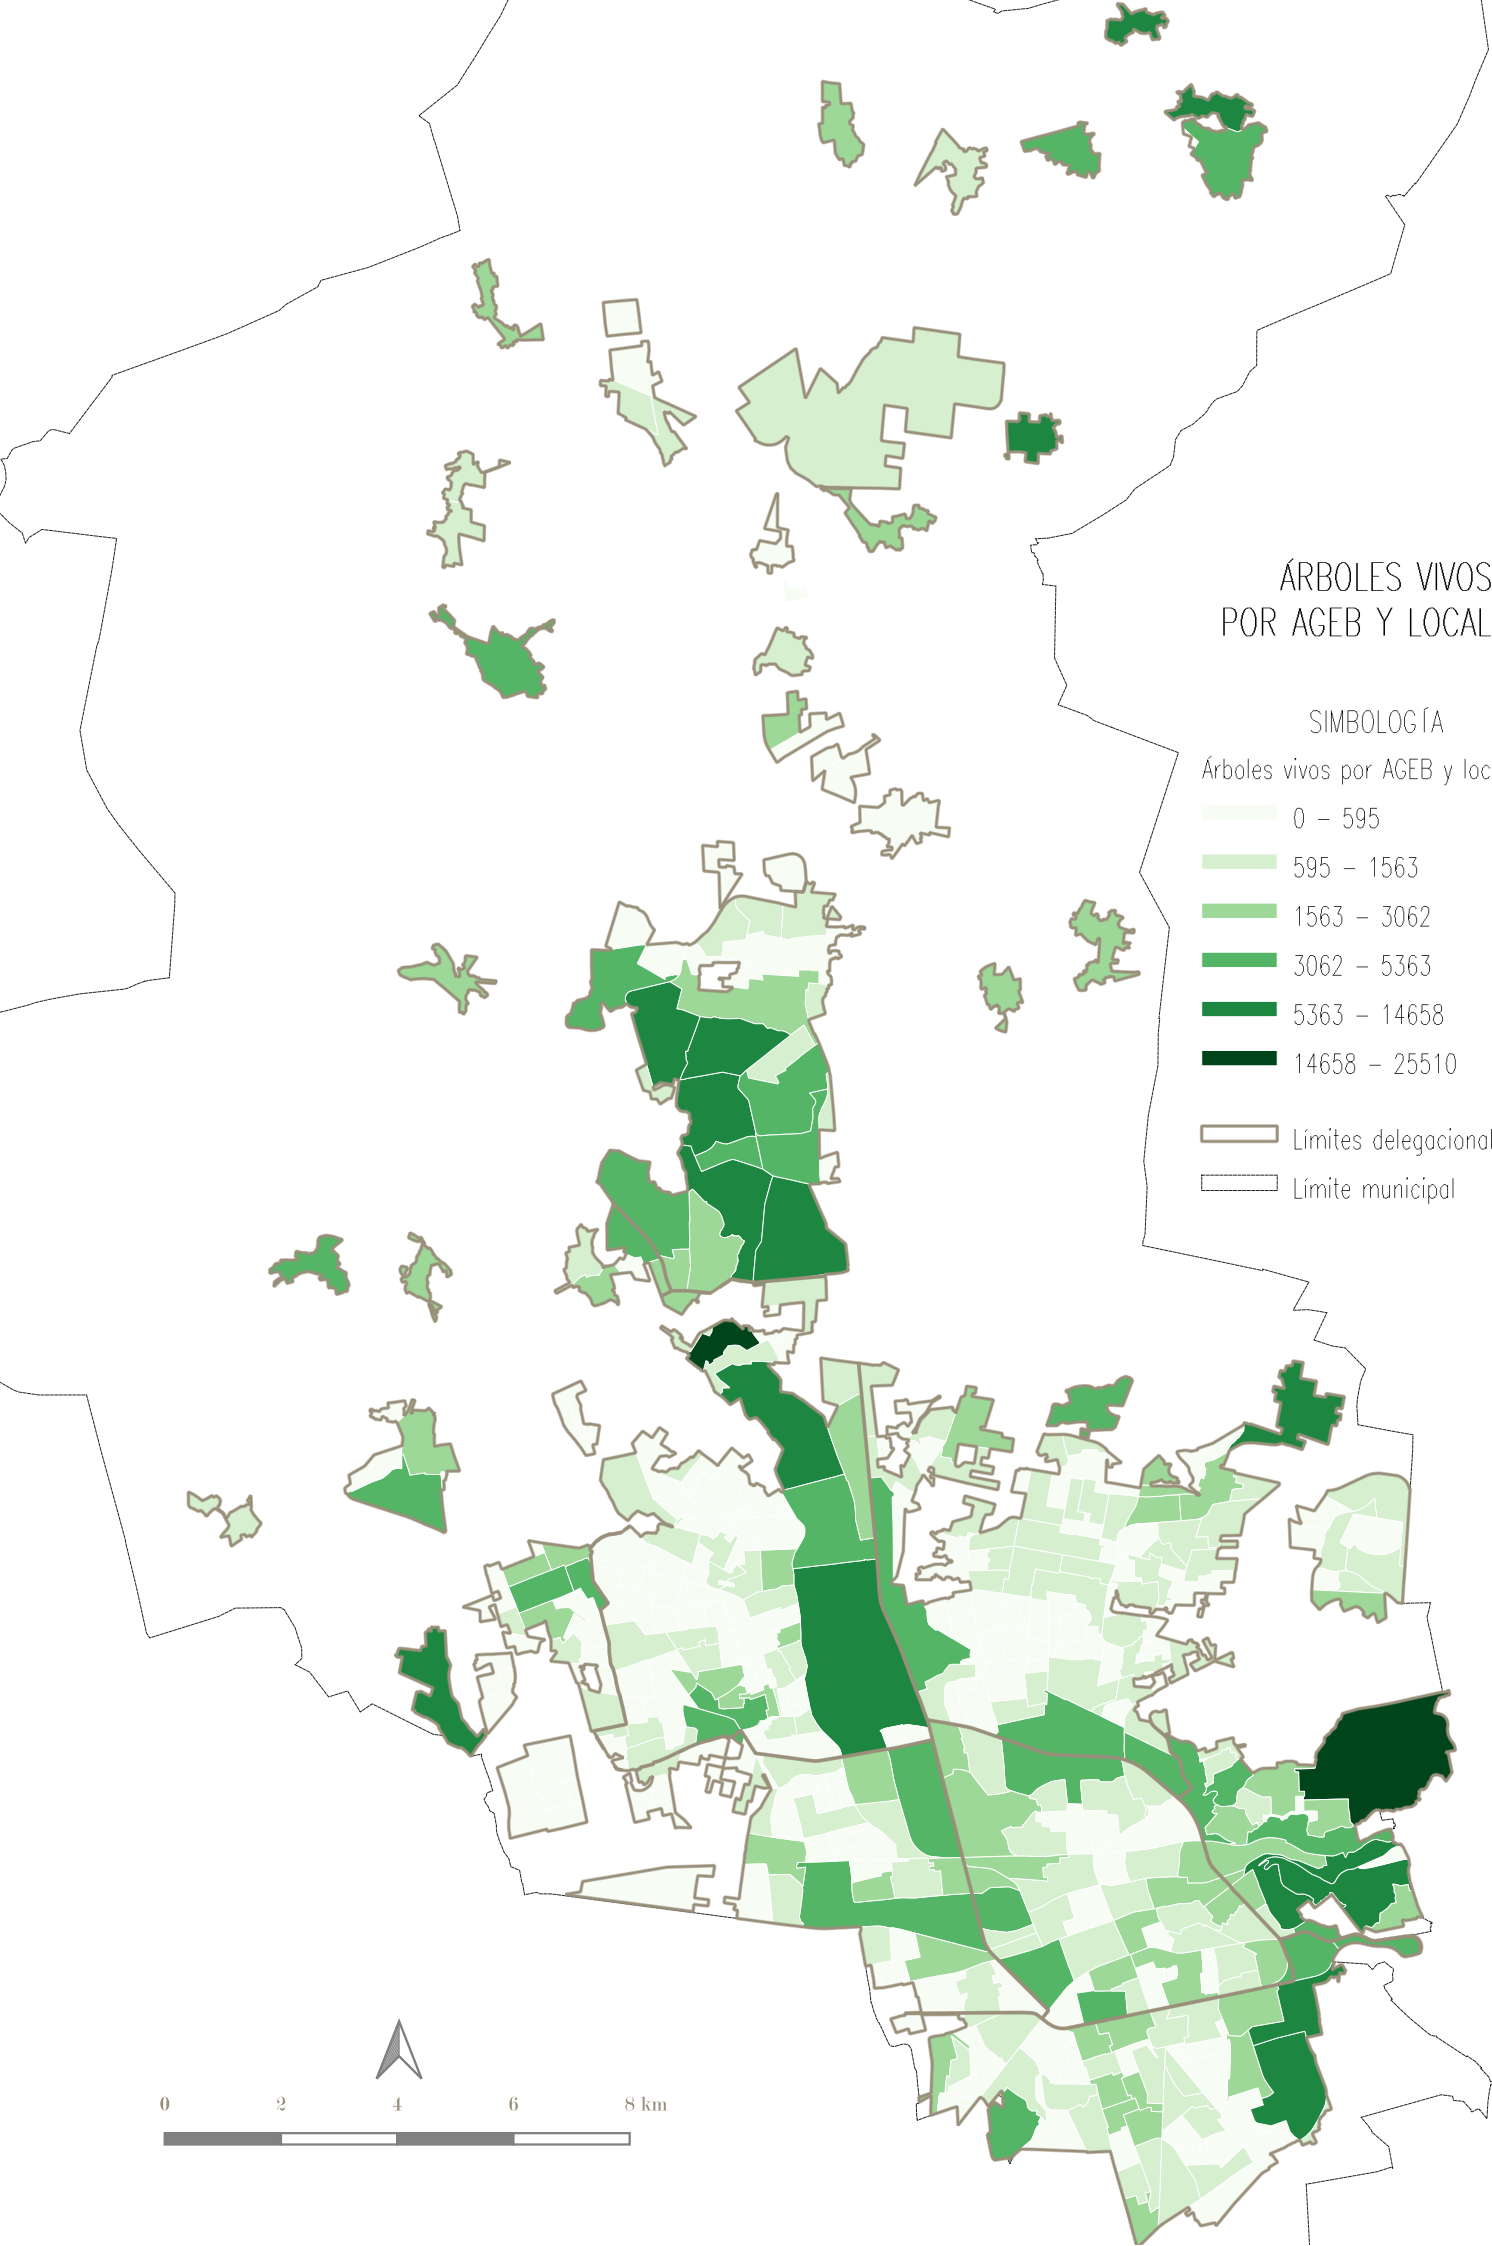 ÁRBOLES VIVOS
POR AGEB Y LOCAL
SIMBOLOGÍA
Árboles vivos por AGEB y loc
0 – 595
595 – 1563
1563 – 3062
3062 – 5363
5363 – 14658
14658 – 25510
Límites delegacional
Límite municipal
0 2 4 6 8 km